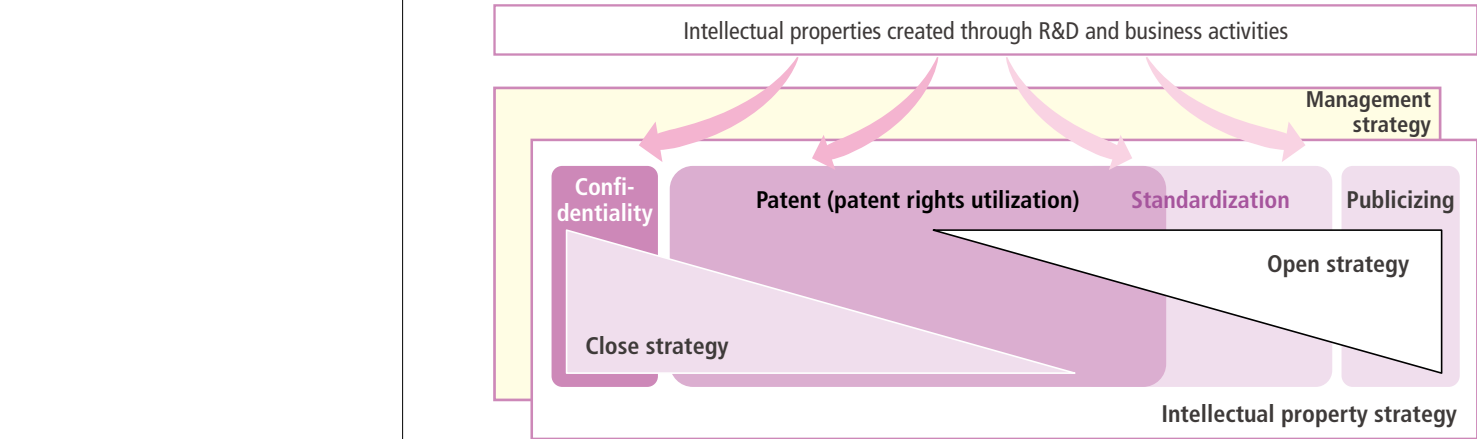 Intellectual properties created through R&D and business activities
Management
strategy
Confi-
dentiality
Patent (patent rights utilization)
Standardization
Publicizing
Open strategy
Close strategy
Intellectual property strategy